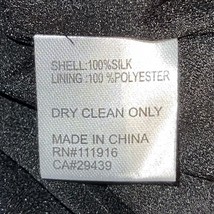 SHELL:100%SILK
LINING :100 %POLYESTER
DRY CLEAN ONLY
MADE IN CHINA
RN#111916
CA#29439